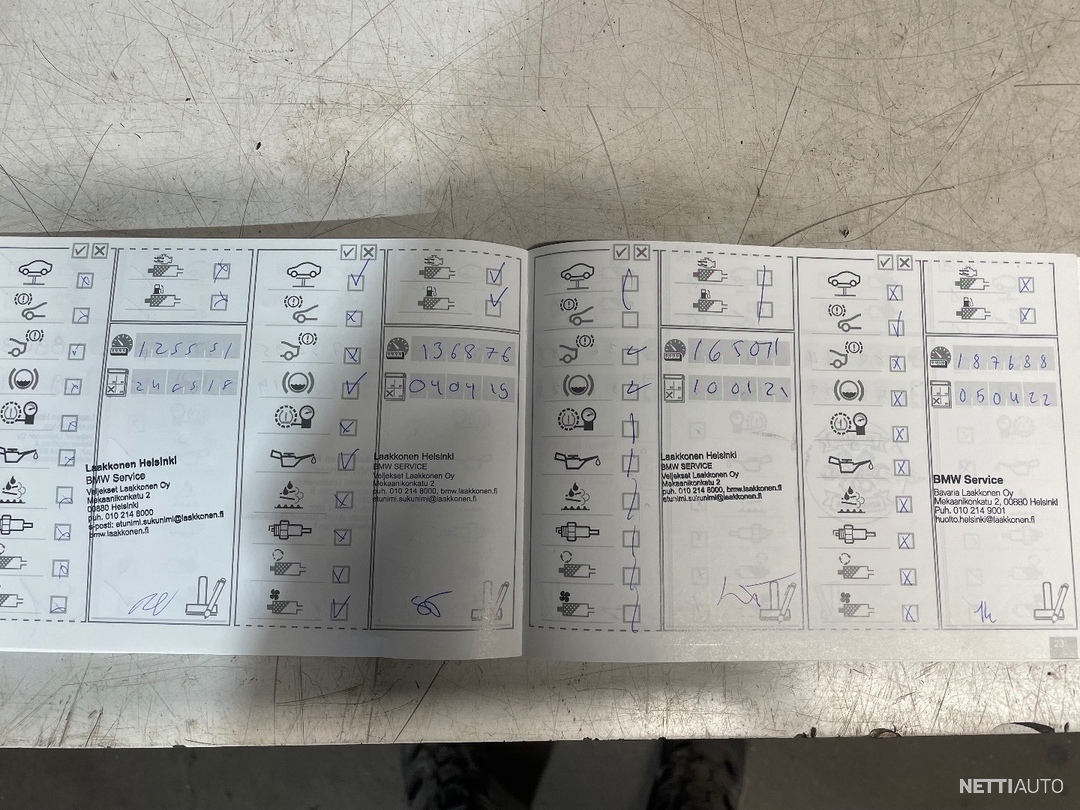 125551
240518
Laakkonen Helsinki
BMW SERVICE
Veljekset Laakkonen Oy
Mekaanikonkatu 2
00880 Helsinki
puh. 010 214 8000
s-posti: etunimi.sukunimi@laakkonen.fi
bmw.laakkonen.fi
136876
040419
Laakkonen Helsinki
BMW SERVICE
Veljekset Laakkonen Oy
Mekaanikonkatu 2
puh. 010 214 8000, bmw.laakkonen.fi
etunimi.sukunimi@laakkonen.fi
165071
100121
Laakkonen Helsinki
BMW SERVICE
Veljekset Laakkonen Oy
Mekaanikonkatu 2
puh. 010 214 8000, bmw.laakkonen.fi
etunimi.sukunimi@laakkonen.fi
187688
050422
BMW Service
Bavaria Laakkonen Oy
Mekaanikonkatu 2, 00880 Helsinki
Puh. 010 214 9001
huolto.helsinki@laakkonen.fi
23
NETTIAUTO